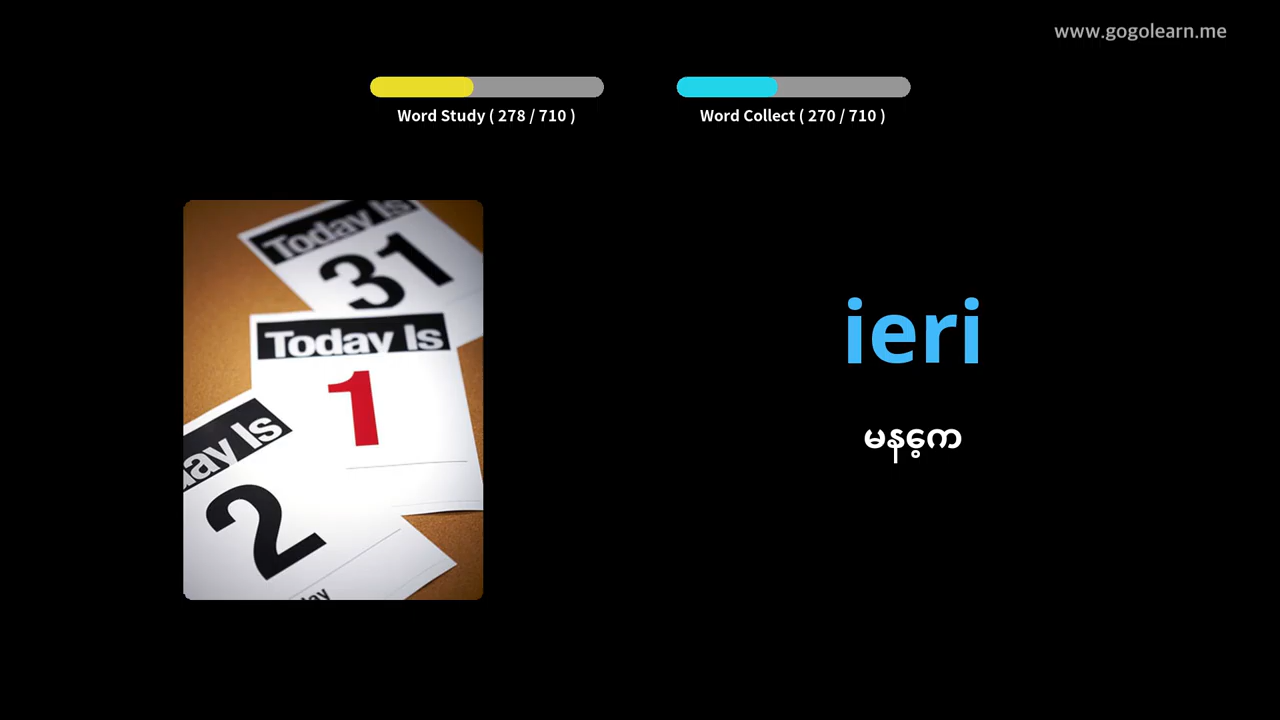 www.gogolearn.me
Word Study ( 278 / 710 )
Word Collect ( 270 / 710 )
Today Is
31
Today Is
1
ay Is
2
ieri
မနေ့က